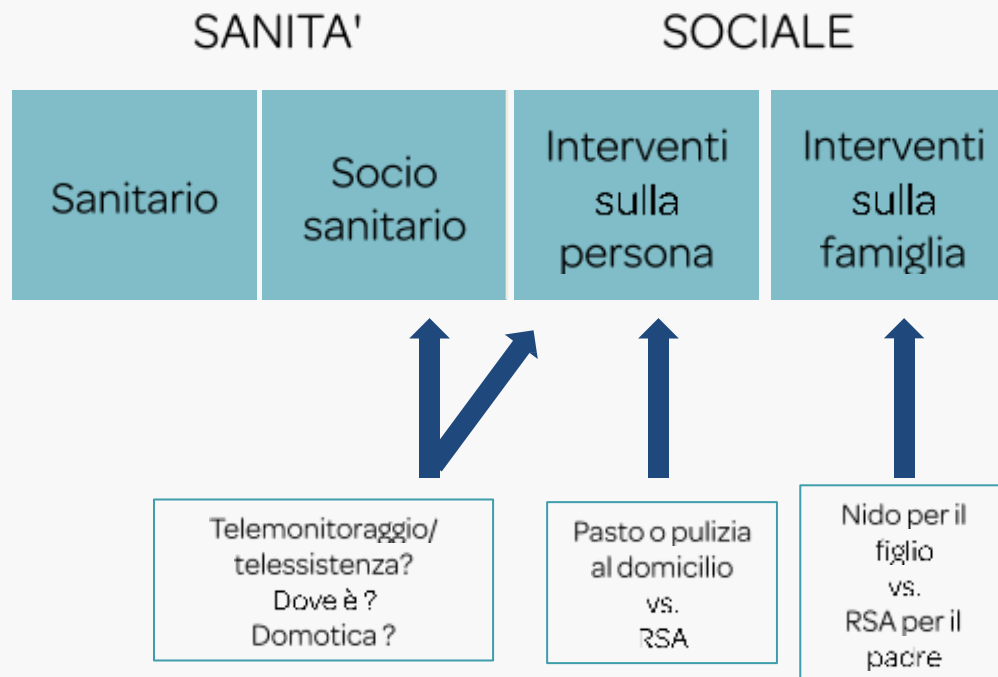 SANITA'
SOCIALE
Sanitario
Socio
sanitario
Interventi
sulla
persona
Interventi
sulla
famiglia
Telemonitoraggio/
telessistenza?
Dove è ?
Domotica ?
Pasto o pulizia
al domicilio
vs.
RSA
Nido per il
figlio
vs.
RSA per il
padre